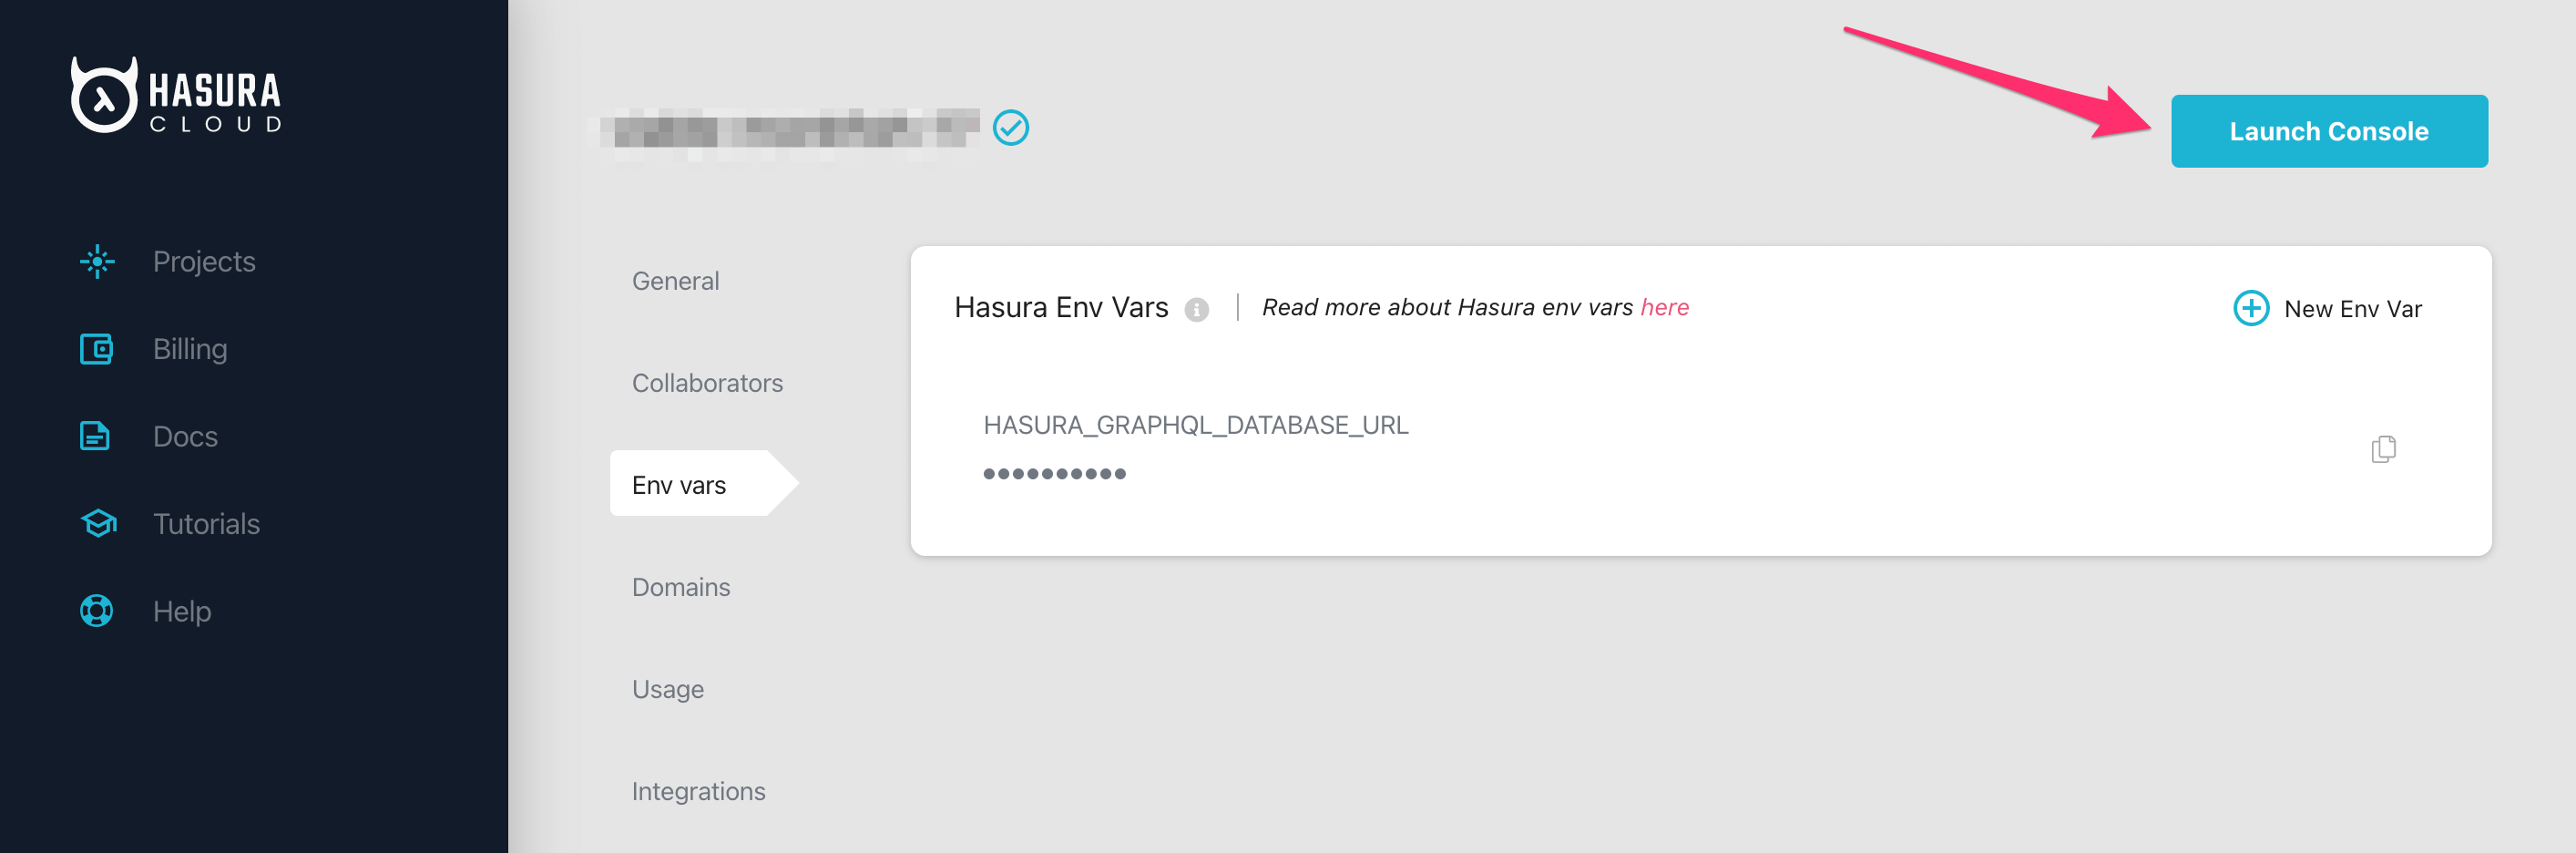 HASURA
CLOUD
Projects
Billing
Docs
Tutorials
Help
Launch Console
General
Collaborators
Env vars
Domains
Usage
Integrations
Hasura Env Vars | Read more about Hasura env vars here
New Env Var
HASURA_GRAPHQL_DATABASE_URL
••••••••••